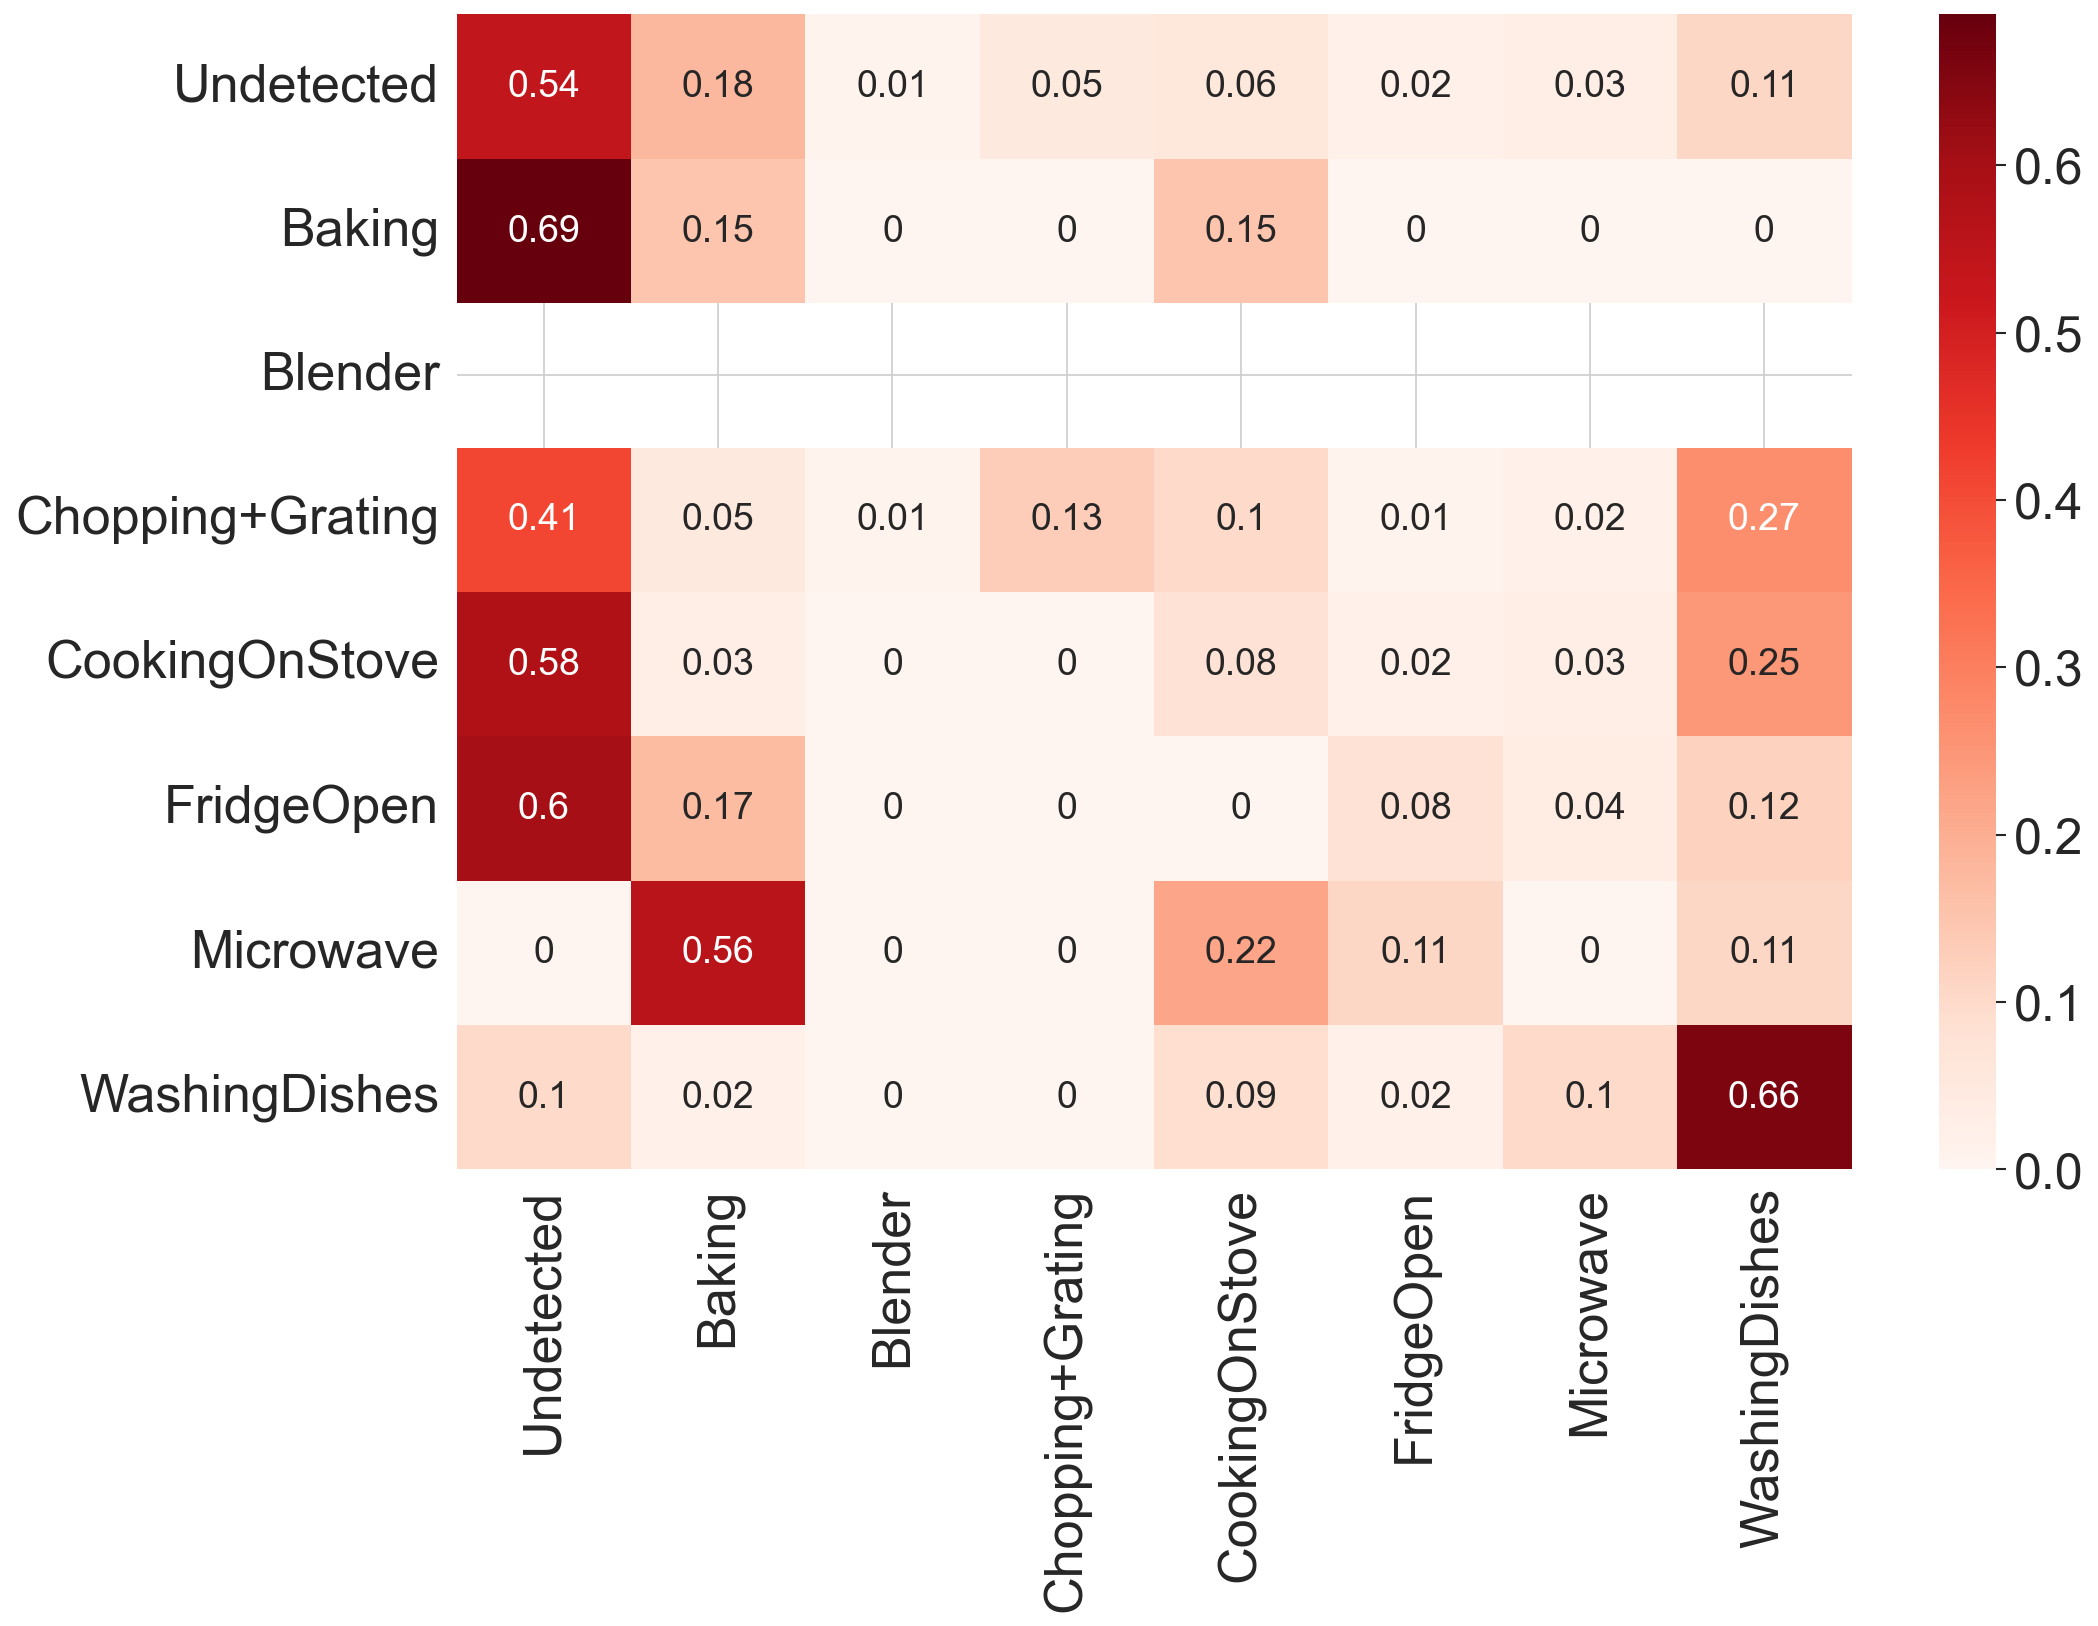 Undetected 0.54 0.18 0.01 0.05 0.06 0.02 0.03 0.11
Baking 0.69 0.15 0 0 0.15 0 0 0
Blender
Chopping+Grating 0.41 0.05 0.01 0.13 0.1 0.01 0.02 0.27
CookingOnStove 0.58 0.03 0 0 0.08 0.02 0.03 0.25
FridgeOpen 0.6 0.17 0 0 0 0.08 0.04 0.12
Microwave 0 0.56 0 0 0.22 0.11 0 0.11
WashingDishes 0.1 0.02 0 0 0.09 0.02 0.1 0.66
Undetected
Baking
Blender
Chopping+Grating
CookingOnStove
FridgeOpen
Microwave
WashingDishes
0.6
0.5
0.4
0.3
0.2
0.1
0.0